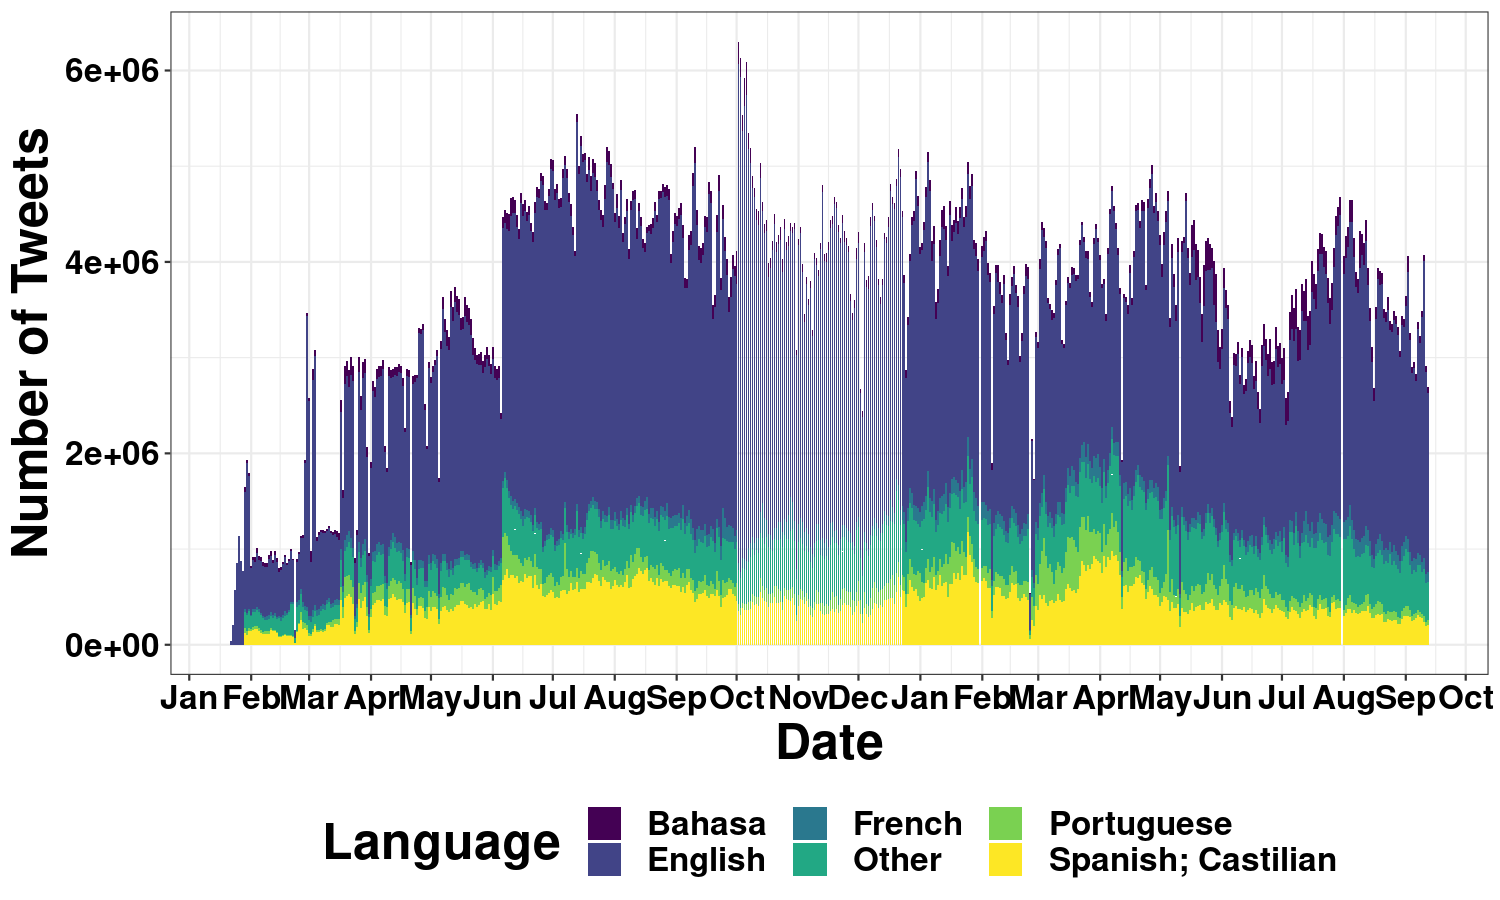 Number of Tweets
6e+06
4e+06
2e+06
0e+00
Jan Feb Mar Apr May Jun Jul Aug Sep Oct Nov Dec Jan Feb Mar Apr May Jun Jul Aug Sep Oct
Date
Language
Bahasa French Portuguese
English Other Spanish; Castilian